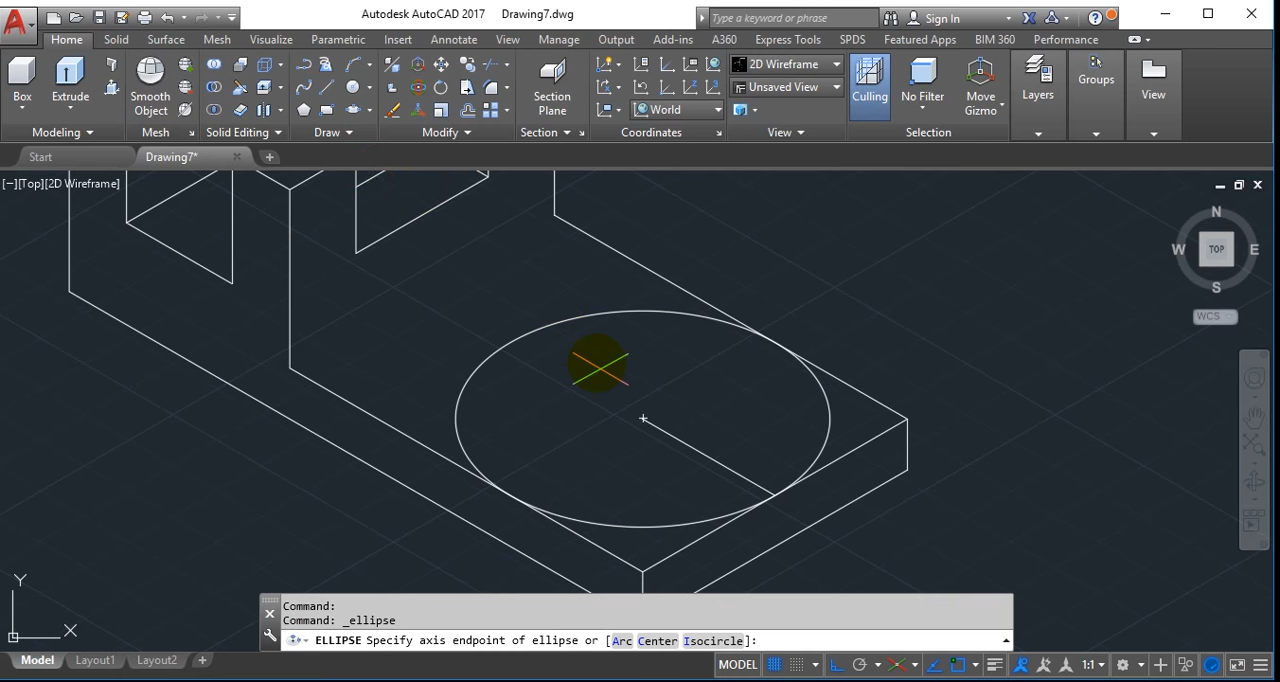 Autodesk AutoCAD 2017 Drawing7.dwg
Type a keyword or phrase
Sign In
Home Solid Surface Mesh Visualize Parametric Insert Annotate View Manage Output Add-ins A360 Express Tools SPDS Featured Apps BIM 360 Performance
Box
Extrude
Smooth
Object
Section
Plane
2D Wireframe
Unsaved View
World
Culling
No Filter
Move
Gizmo
Layers
Groups
View
Modeling
Mesh
Solid Editing
Draw
Modify
Section
Coordinates
View
Selection
Start
Drawing7*
[−][Top][2D Wireframe]
N
W
TOP
E
S
WCS
Y
X
Command:
Command: _ellipse
ELLIPSE Specify axis endpoint of ellipse or [Arc Center Isocircle]:
Model Layout1 Layout2
MODEL
1:1